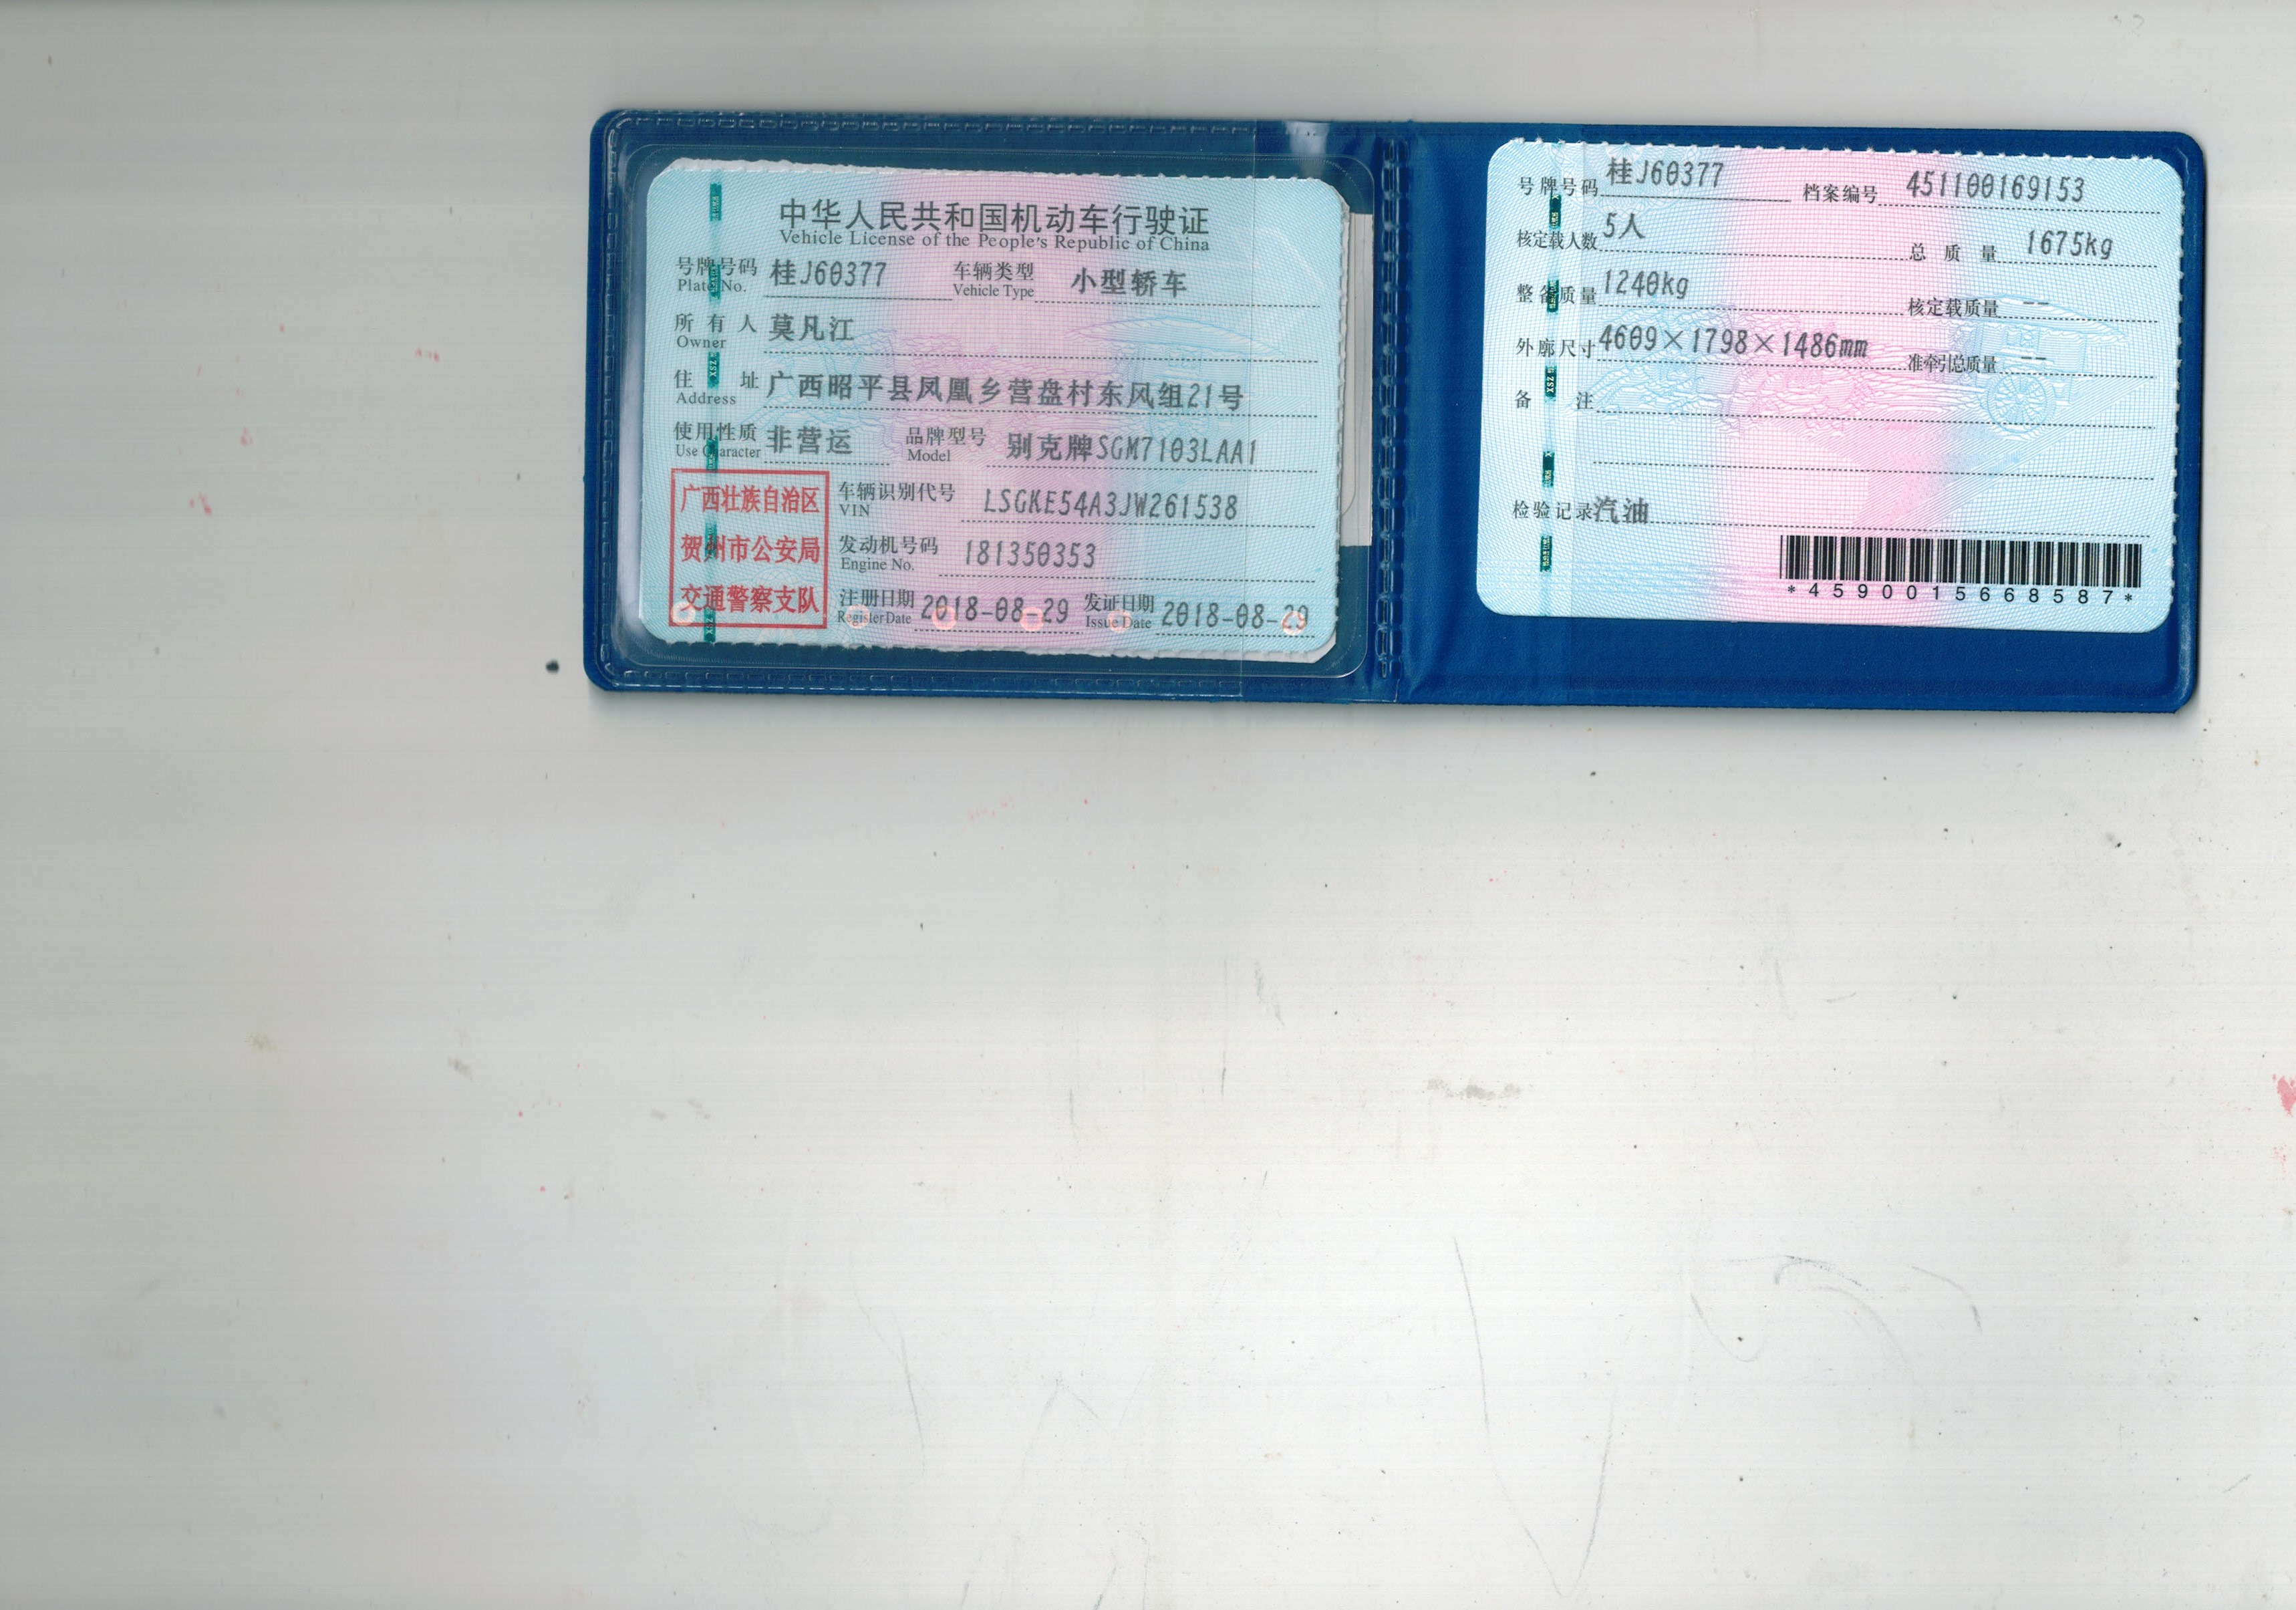 中华人民共和国机动车行驶证
Vehicle License of the People's Republic of China
号牌号码 桂J60377 车辆类型 小型轿车
Plate No. Vehicle Type
所有人 莫凡江
Owner
住址 广西昭平县凤凰乡营盘村东风组21号
Address
使用性质 非营运 品牌型号 别克牌SGM7103LAA1
Use Character Model
广西壮族自治区
贺州市公安局
交通警察支队
车辆识别代号 LSGKE54A3JW261538
VIN
发动机号码 181350353
Engine No.
注册日期 2018-08-29 发证日期 2018-08-29
Register Date Issue Date
号牌号码 桂J60377 档案编号 451100169153
核定载人数 5人 总质量 1675kg
整备质量 1240kg 核定载质量 --
外廓尺寸 4609×1798×1486mm 准牵引总质量 --
备注
检验记录 汽油
*4590015668587*